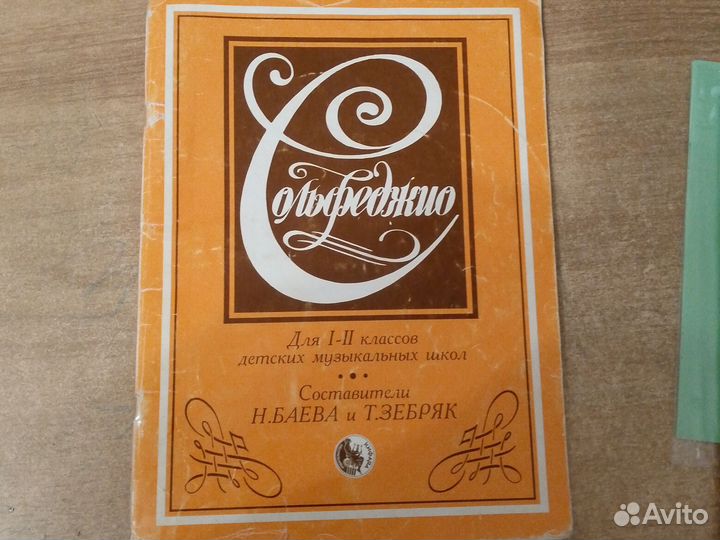 Сольфеджио
Для I-II классов
детских музыкальных школ
Составители
Н.БАЕВА и Т.ЗЕБРЯК
Avito